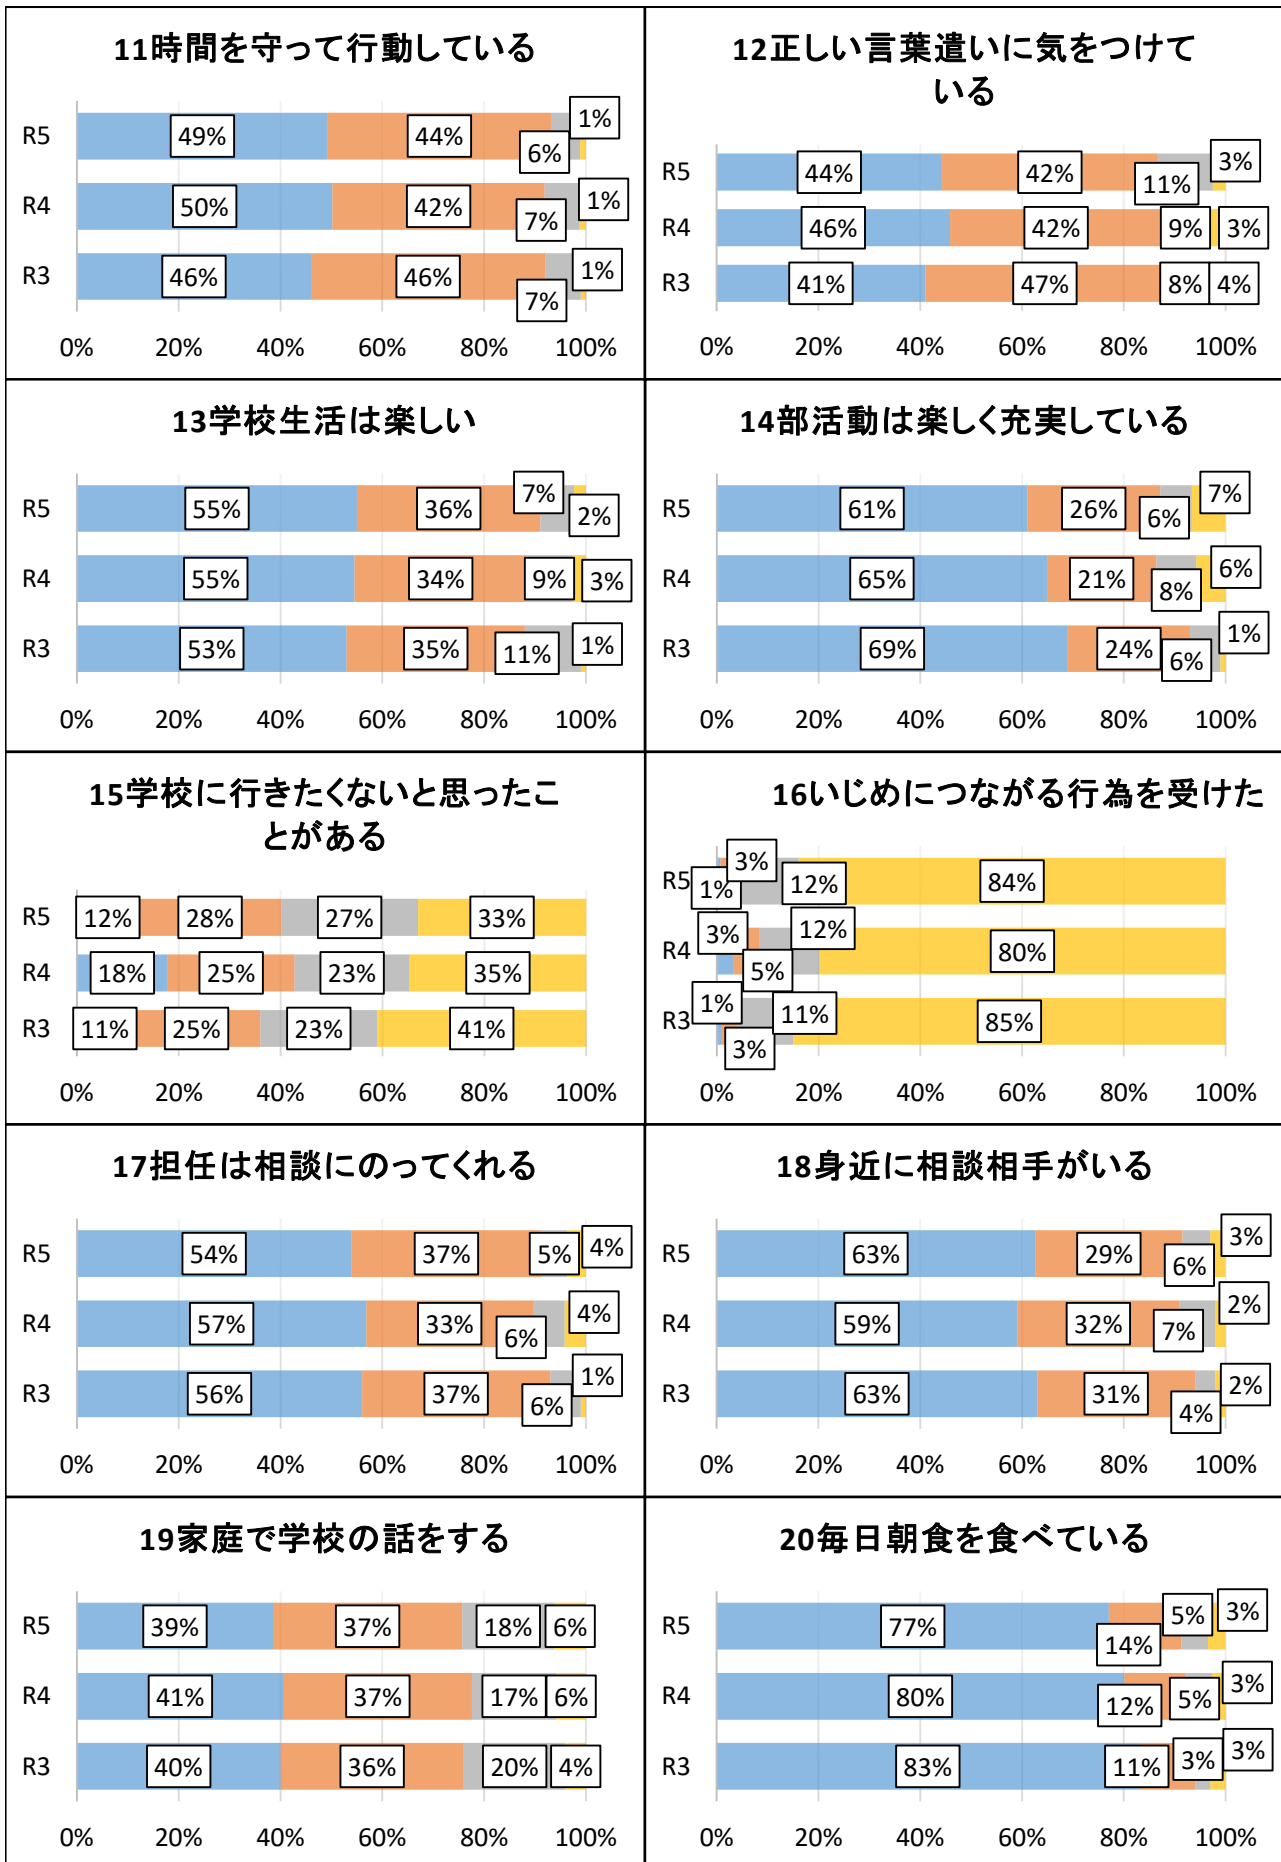 11時間を守って行動している
R5 49% 44% 6% 1%
R4 50% 42% 7% 1%
R3 46% 46% 7% 1%
0% 20% 40% 60% 80% 100%
12正しい言葉遣いに気をつけて
いる
R5 44% 42% 11% 3%
R4 46% 42% 9% 3%
R3 41% 47% 8% 4%
0% 20% 40% 60% 80% 100%
13学校生活は楽しい
R5 55% 36% 7% 2%
R4 55% 34% 9% 3%
R3 53% 35% 11% 1%
0% 20% 40% 60% 80% 100%
14部活動は楽しく充実している
R5 61% 26% 6% 7%
R4 65% 21% 8% 6%
R3 69% 24% 6% 1%
0% 20% 40% 60% 80% 100%
15学校に行きたくないと思ったこ
とがある
R5 12% 28% 27% 33%
R4 18% 25% 23% 35%
R3 11% 25% 23% 41%
0% 20% 40% 60% 80% 100%
16いじめにつながる行為を受けた
R5 1% 3% 12% 84%
R4 3% 5% 12% 80%
R3 1% 3% 11% 85%
0% 20% 40% 60% 80% 100%
17担任は相談にのってくれる
R5 54% 37% 5% 4%
R4 57% 33% 6% 4%
R3 56% 37% 6% 1%
0% 20% 40% 60% 80% 100%
18身近に相談相手がいる
R5 63% 29% 6% 3%
R4 59% 32% 7% 2%
R3 63% 31% 4% 2%
0% 20% 40% 60% 80% 100%
19家庭で学校の話をする
R5 39% 37% 18% 6%
R4 41% 37% 17% 6%
R3 40% 36% 20% 4%
0% 20% 40% 60% 80% 100%
20毎日朝食を食べている
R5 77% 14% 5% 3%
R4 80% 12% 5% 3%
R3 83% 11% 3% 3%
0% 20% 40% 60% 80% 100%